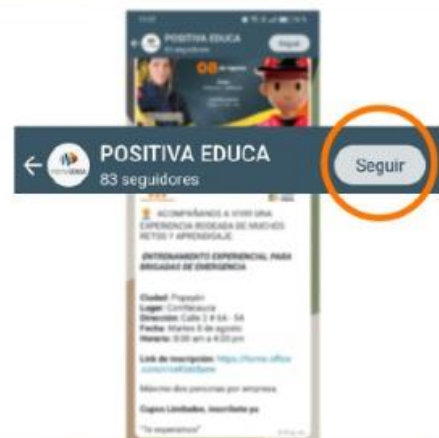 POSITIVA EDUCA
Seguir
08 de agosto
POSITIVA EDUCA
83 seguidores
Seguir
ACOMPÁÑANOS A VIVIR UNA
EXPERIENCIA RODEADA DE MUCHOS
RETOS Y APRENDIZAJE.
ENTRENAMIENTO EXPERIENCIAL PARA
BRIGADAS DE EMERGENCIA
Ciudad: Popayán
Lugar: Comfacauca
Dirección: Calle 2 #
Fecha: Martes 8 de agosto
Horario: 8:00 am a 4:00 pm
Link de inscripción: https://forms.office
Máximo dos personas por empresa.
Cupos Limitados, inscríbete ya
"Te esperamos"